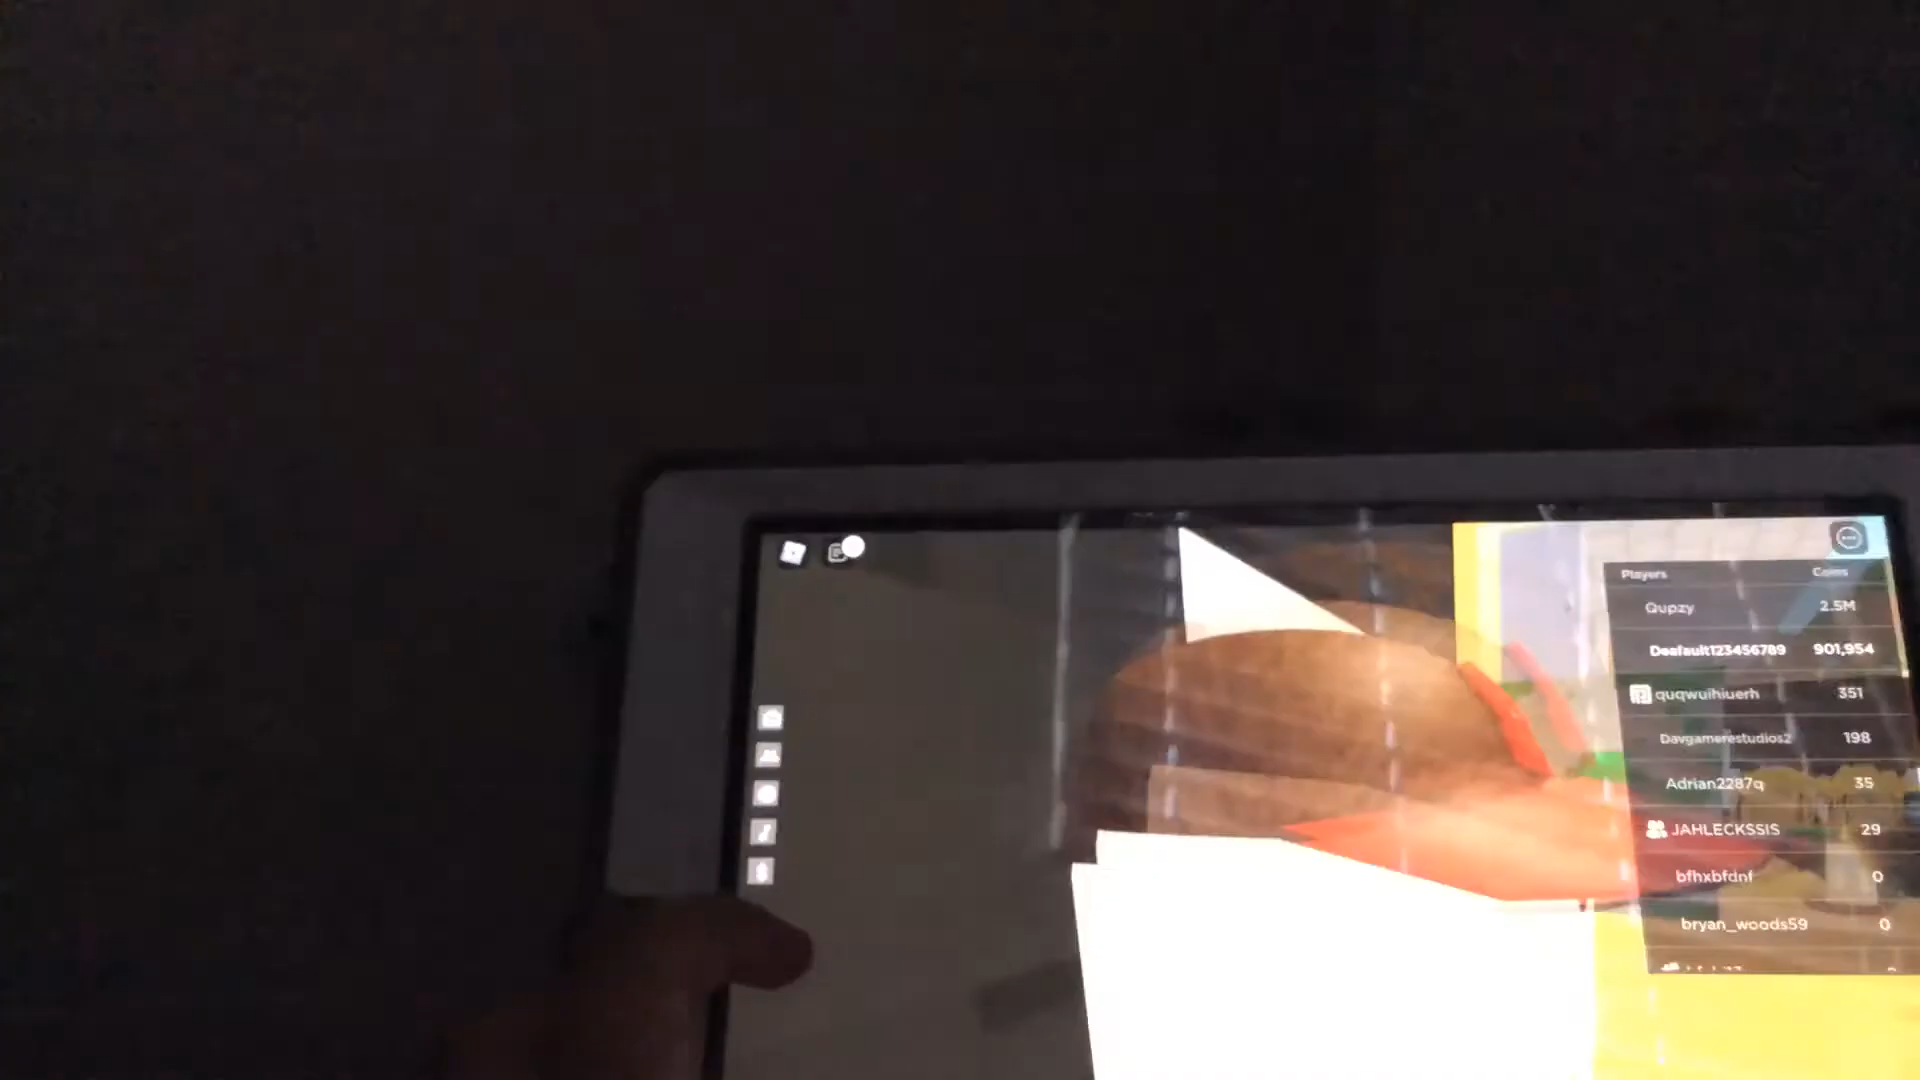 Players Coins
Qupzy 2.5M
Deafault123456789 901,954
quqwuihiuerh 351
Davgamerestudios2 198
Adrian2287q 35
JAHLECKSSIS 29
bfhxbfdnf 0
bryan_woods59 0